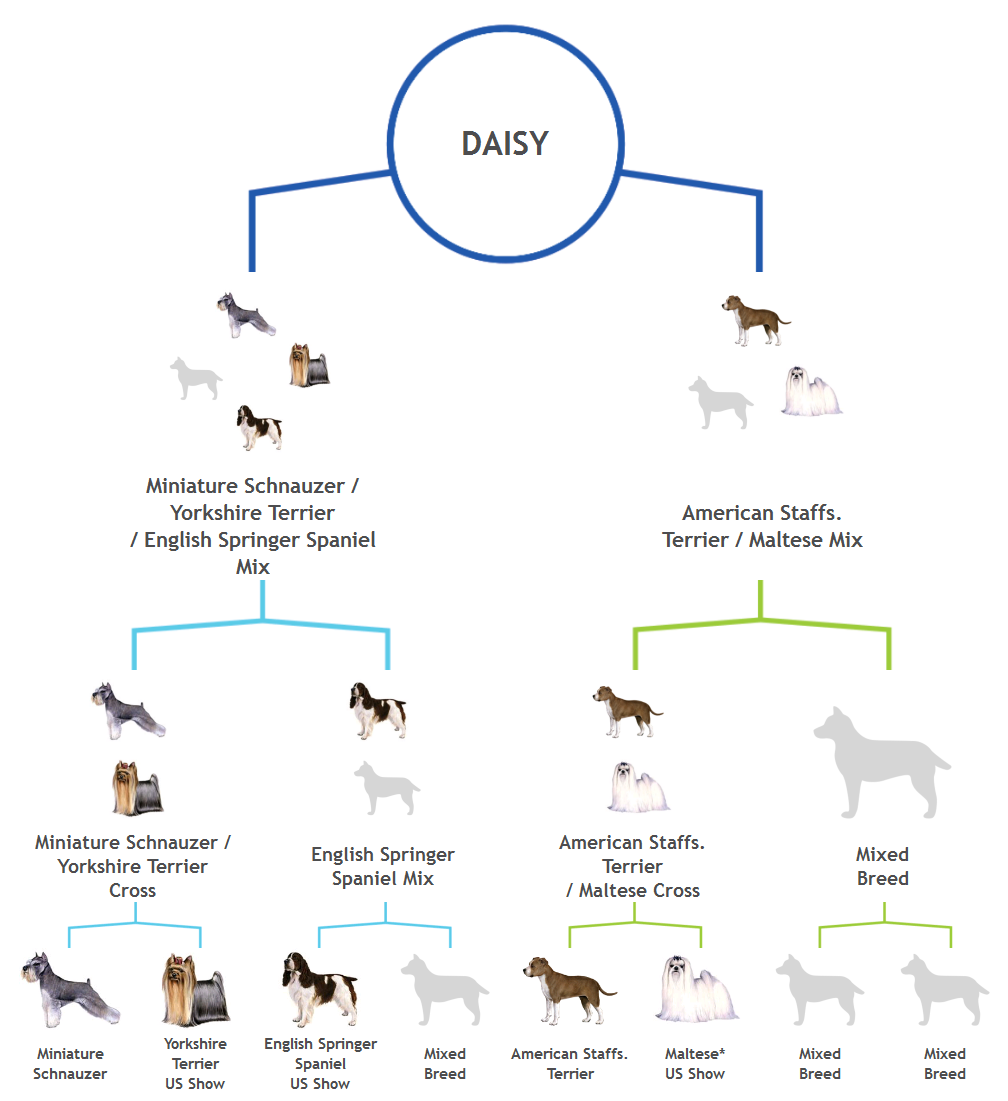 DAISY
Miniature Schnauzer /
Yorkshire Terrier
/ English Springer Spaniel
Mix
American Staffs.
Terrier / Maltese Mix
Miniature Schnauzer /
Yorkshire Terrier
Cross
English Springer
Spaniel Mix
American Staffs.
Terrier
/ Maltese Cross
Mixed
Breed
Miniature
Schnauzer
Yorkshire
Terrier
US Show
English Springer
Spaniel
US Show
Mixed
Breed
American Staffs.
Terrier
Maltese*
US Show
Mixed
Breed
Mixed
Breed